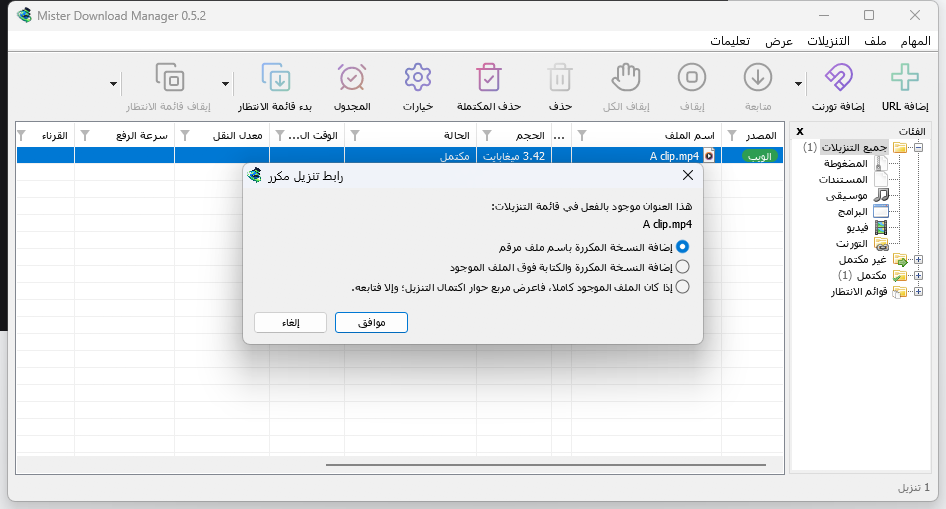 Mister Download Manager 0.5.2
المهام
ملف
التنزيلات
عرض
تعليمات
إضافة URL
إضافة تورنت
متابعة
إيقاف
إيقاف الكل
حذف
حذف المكتملة
خيارات
المجدول
بدء قائمة الانتظار
إيقاف قائمة الانتظار
الفئات
x
جميع التنزيلات (1)
المضغوطة
المستندات
موسيقى
البرامج
فيديو
التورنت
غير مكتمل
مكتمل (1)
قوائم الانتظار
المصدر
اسم الملف
...
الحجم
الحالة
الوقت ال...
معدل النقل
سرعة الرفع
القرناء
الويب
A clip.mp4
3.42 ميغابايت
مكتمل
رابط تنزيل مكرر
هذا العنوان موجود بالفعل في قائمة التنزيلات:
A clip.mp4
إضافة النسخة المكررة باسم ملف مرقم
إضافة النسخة المكررة والكتابة فوق الملف الموجود
إذا كان الملف الموجود كاملا، فاعرض مربع حوار اكتمال التنزيل؛ وإلا فتابعه.
موافق
إلغاء
1 تنزيل